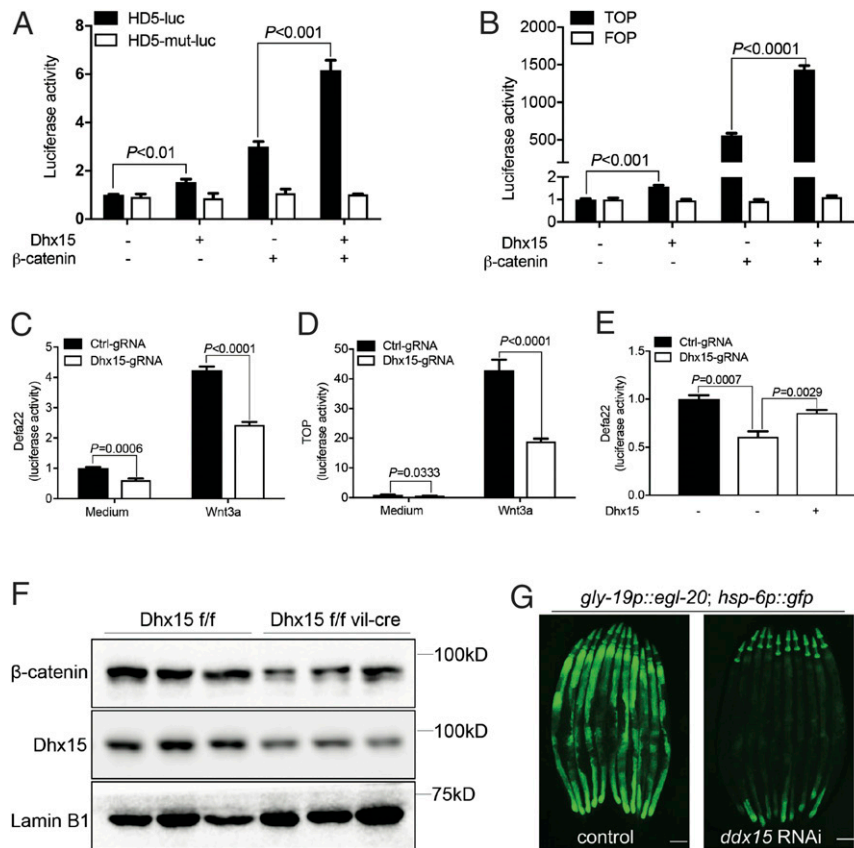 A
HD5-luc
HD5-mut-luc
P<0.001
P<0.01
Luciferase activity
8
6
4
2
0
Dhx15 - + - +
β-catenin - - + +
B
TOP
FOP
P<0.0001
P<0.001
Luciferase activity
1500
1000
500
2
1
0
Dhx15 - + - +
β-catenin - - + +
C
Ctrl-gRNA
Dhx15-gRNA
P<0.0001
P=0.0006
Defa22
(luciferase activity)
5
4
3
2
1
0
Medium Wnt3a
D
Ctrl-gRNA
Dhx15-gRNA
P<0.0001
P=0.0333
TOP
(luciferase activity)
50
40
30
20
10
0
Medium Wnt3a
E
Ctrl-gRNA
Dhx15-gRNA
P=0.0007
P=0.0029
Defa22
(luciferase activity)
1.5
1.0
0.5
0.0
Dhx15 - - +
F
Dhx15 f/f Dhx15 f/f vil-cre
β-catenin 100kD
Dhx15 100kD
Lamin B1 75kD
G
gly-19p::egl-20; hsp-6p::gfp
control
ddx15 RNAi